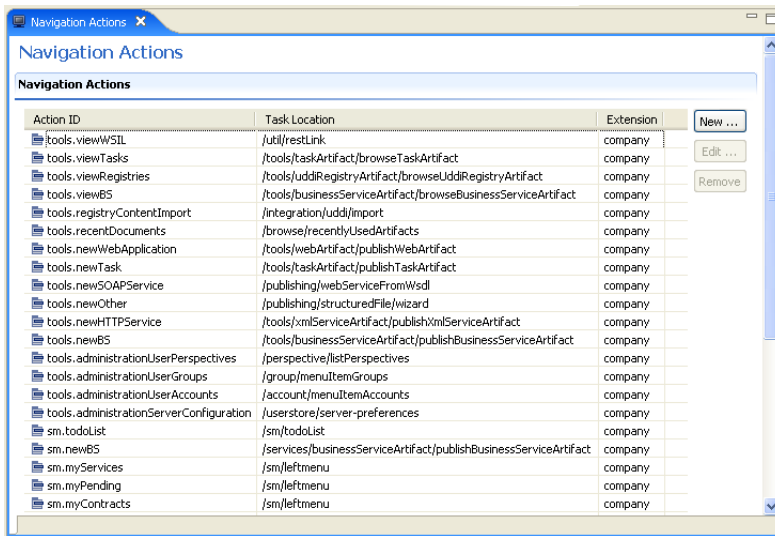 Navigation Actions
Navigation Actions
Navigation Actions
Action ID Task Location Extension New ...
tools.viewWSIL /util/restLink company
tools.viewTasks /tools/taskArtifact/browseTaskArtifact company Edit ...
tools.viewRegistries /tools/uddiRegistryArtifact/browseUddiRegistryArtifact company
tools.viewBS /tools/businessServiceArtifact/browseBusinessServiceArtifact company Remove
tools.registryContentImport /integration/uddi/import company
tools.recentDocuments /browse/recentlyUsedArtifacts company
tools.newWebApplication /tools/webArtifact/publishWebArtifact company
tools.newTask /tools/taskArtifact/publishTaskArtifact company
tools.newSOAPService /publishing/webServiceFromWsdl company
tools.newOther /publishing/structuredFile/wizard company
tools.newHTTPService /tools/xmlServiceArtifact/publishXmlServiceArtifact company
tools.newBS /tools/businessServiceArtifact/publishBusinessServiceArtifact company
tools.administrationUserPerspectives /perspective/listPerspectives company
tools.administrationUserGroups /group/menuItemGroups company
tools.administrationUserAccounts /account/menuItemAccounts company
tools.administrationServerConfiguration /userstore/server-preferences company
sm.todoList /sm/todoList company
sm.newBS /services/businessServiceArtifact/publishBusinessServiceArtifact company
sm.myServices /sm/leftmenu company
sm.myPending /sm/leftmenu company
sm.myContracts /sm/leftmenu company